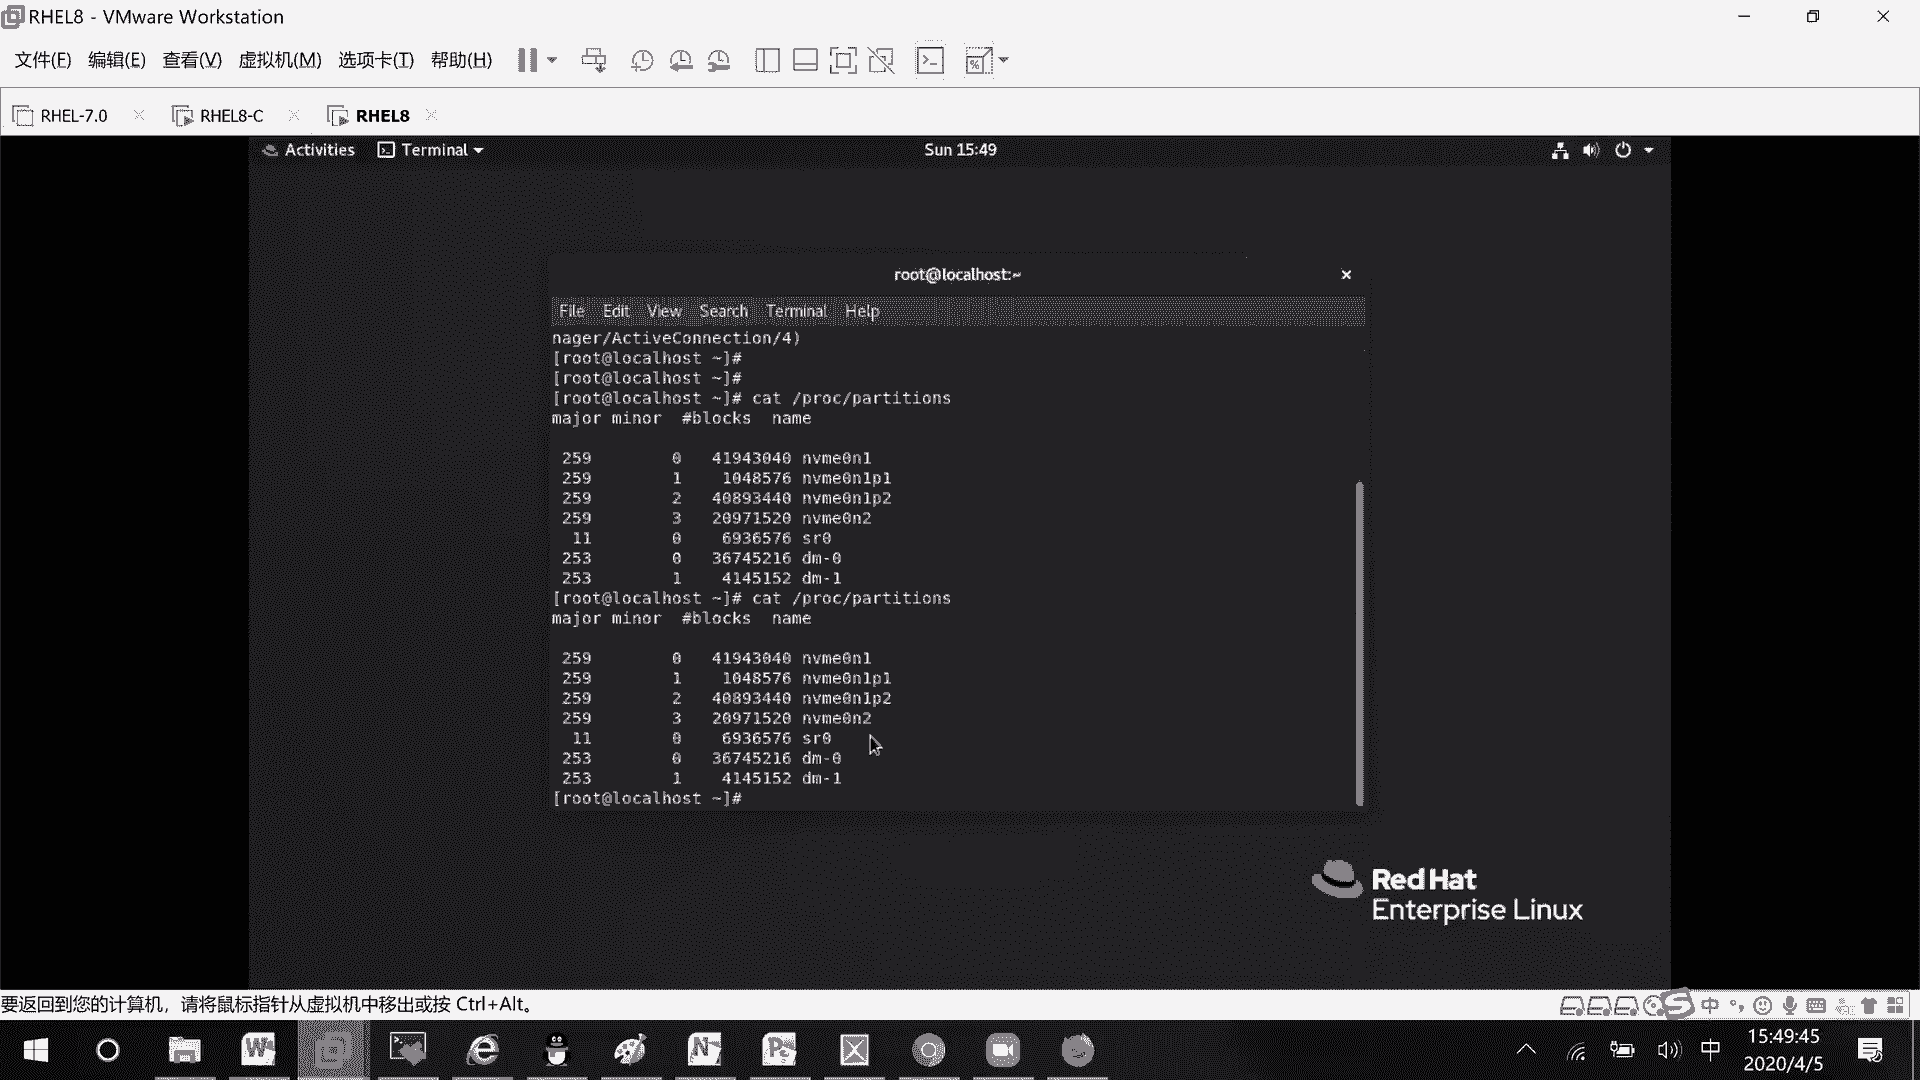 RHEL8 - VMware Workstation
文件(F) 编辑(E) 查看(V) 虚拟机(M) 选项卡(T) 帮助(H)
RHEL-7.0 RHEL8-C RHEL8
Activities Terminal Sun 15:49
root@localhost:~
File Edit View Search Terminal Help
nager/ActiveConnection/4)
[root@localhost ~]#
[root@localhost ~]#
[root@localhost ~]# cat /proc/partitions
major minor  #blocks  name
259 0 41943040 nvme0n1
259 1 1048576 nvme0n1p1
259 2 40893440 nvme0n1p2
259 3 20971520 nvme0n2
11 0 6936576 sr0
253 0 36745216 dm-0
253 1 4145152 dm-1
[root@localhost ~]# cat /proc/partitions
major minor  #blocks  name
259 0 41943040 nvme0n1
259 1 1048576 nvme0n1p1
259 2 40893440 nvme0n1p2
259 3 20971520 nvme0n2
11 0 6936576 sr0
253 0 36745216 dm-0
253 1 4145152 dm-1
[root@localhost ~]#
Red Hat
Enterprise Linux
要返回到您的计算机，请将鼠标指针从虚拟机中移出或按 Ctrl+Alt。
中
中 15:49:45
2020/4/5